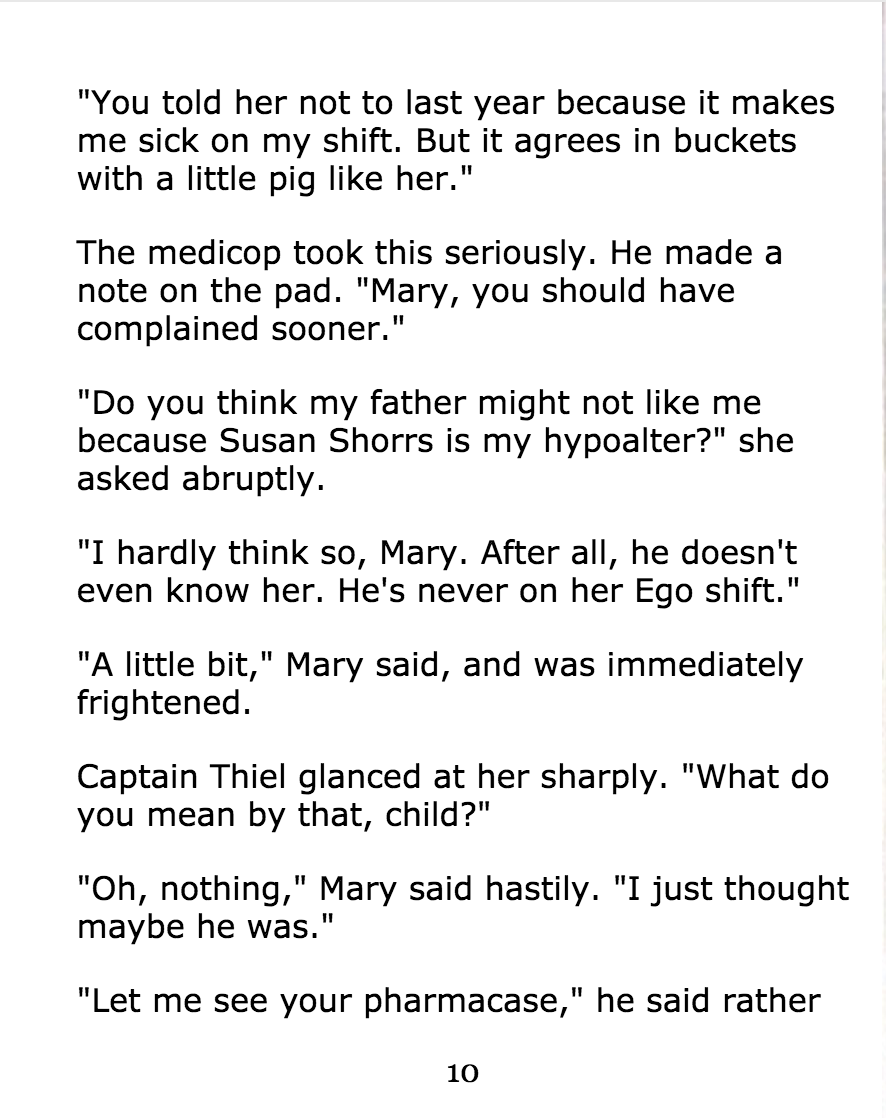 "You told her not to last year because it makes
me sick on my shift. But it agrees in buckets
with a little pig like her."
The medicop took this seriously. He made a
note on the pad. "Mary, you should have
complained sooner."
"Do you think my father might not like me
because Susan Shorrs is my hypoalter?" she
asked abruptly.
"I hardly think so, Mary. After all, he doesn't
even know her. He's never on her Ego shift."
"A little bit," Mary said, and was immediately
frightened.
Captain Thiel glanced at her sharply. "What do
you mean by that, child?"
"Oh, nothing," Mary said hastily. "I just thought
maybe he was."
"Let me see your pharmacase," he said rather
10